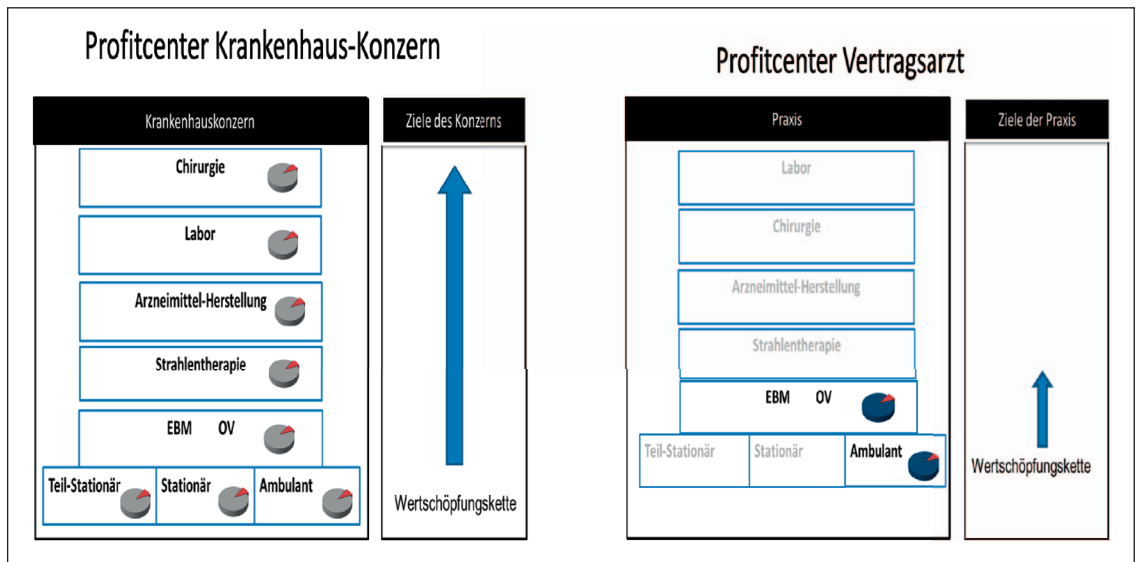 Profitcenter Krankenhaus-Konzern
Krankenhauskonzern
Ziele des Konzerns
Chirurgie
Labor
Arzneimittel-Herstellung
Strahlentherapie
EBM OV
Teil-Stationär Stationär Ambulant
Wertschöpfungskette
Profitcenter Vertragsarzt
Praxis
Ziele der Praxis
Labor
Chirurgie
Arzneimittel-Herstellung
Strahlentherapie
EBM OV
Teil-Stationär Stationär Ambulant
Wertschöpfungskette